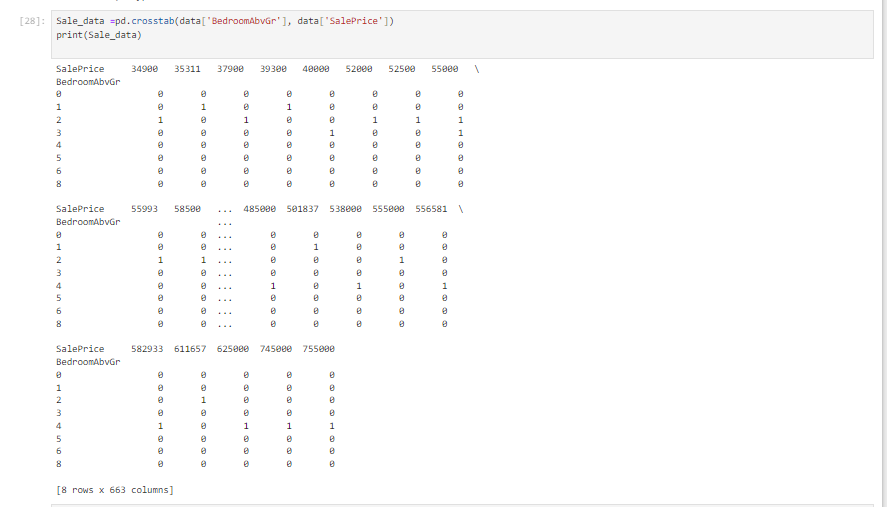 [28]: Sale_data =pd.crosstab(data['BedroomAbvGr'], data['SalePrice'])
print(Sale_data)
SalePrice 34900 35311 37900 39300 40000 52000 52500 55000 \
BedroomAbvGr
0 0 0 0 0 0 0 0 0
1 0 1 0 1 0 0 0 0
2 1 0 1 0 0 1 1 1
3 0 0 0 0 1 0 0 1
4 0 0 0 0 0 0 0 0
5 0 0 0 0 0 0 0 0
6 0 0 0 0 0 0 0 0
8 0 0 0 0 0 0 0 0
SalePrice 55993 58500 ... 485000 501837 538000 555000 556581 \
BedroomAbvGr ...
0 0 0 ... 0 0 0 0 0
1 0 0 ... 0 1 0 0 0
2 1 1 ... 0 0 0 1 0
3 0 0 ... 0 0 0 0 0
4 0 0 ... 1 0 1 0 1
5 0 0 ... 0 0 0 0 0
6 0 0 ... 0 0 0 0 0
8 0 0 ... 0 0 0 0 0
SalePrice 582933 611657 625000 745000 755000
BedroomAbvGr
0 0 0 0 0 0
1 0 0 0 0 0
2 0 1 0 0 0
3 0 0 0 0 0
4 1 0 1 1 1
5 0 0 0 0 0
6 0 0 0 0 0
8 0 0 0 0 0
[8 rows x 663 columns]